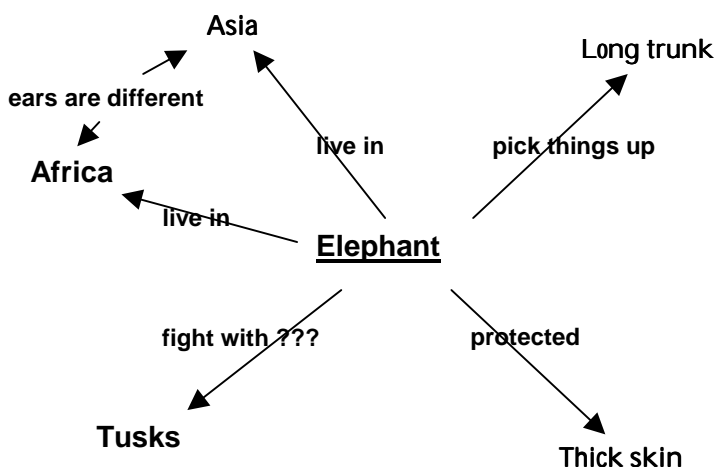 Asia
Long trunk
ears are different
live in
pick things up
Africa
live in
Elephant
fight with ???
protected
Tusks
Thick skin